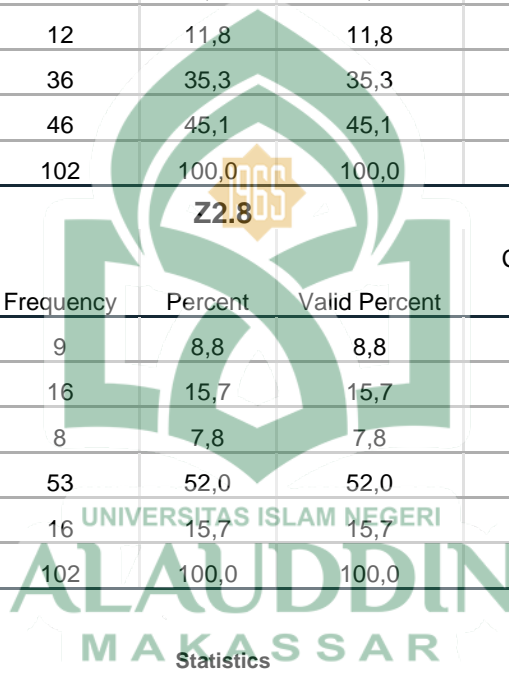 12 11,8 11,8
36 35,3 35,3
46 45,1 45,1
102 100,0 100,0
1965
Z2.8
Frequency Percent Valid Percent
9 8,8 8,8
16 15,7 15,7
8 7,8 7,8
53 52,0 52,0
UNIVERSITAS ISLAM NEGERI
16 15,7 15,7
ALAUDDIN
102 100,0 100,0
MAKASSAR
Statistics